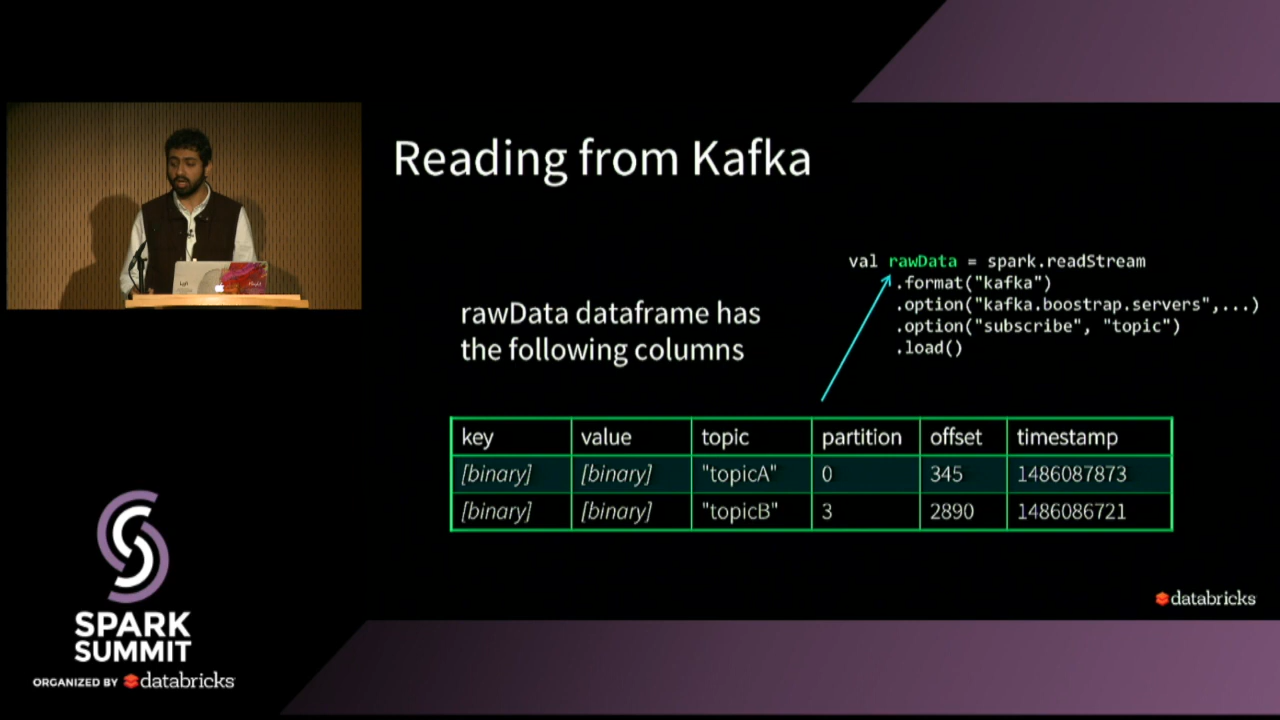 Reading from Kafka
val rawData = spark.readStream
.format("kafka")
.option("kafka.boostrap.servers",...)
.option("subscribe", "topic")
.load()
rawData dataframe has
the following columns
key value topic partition offset timestamp
[binary] [binary] "topicA" 0 345 1486087873
[binary] [binary] "topicB" 3 2890 1486086721
databricks
SPARK
SUMMIT
ORGANIZED BY databricks